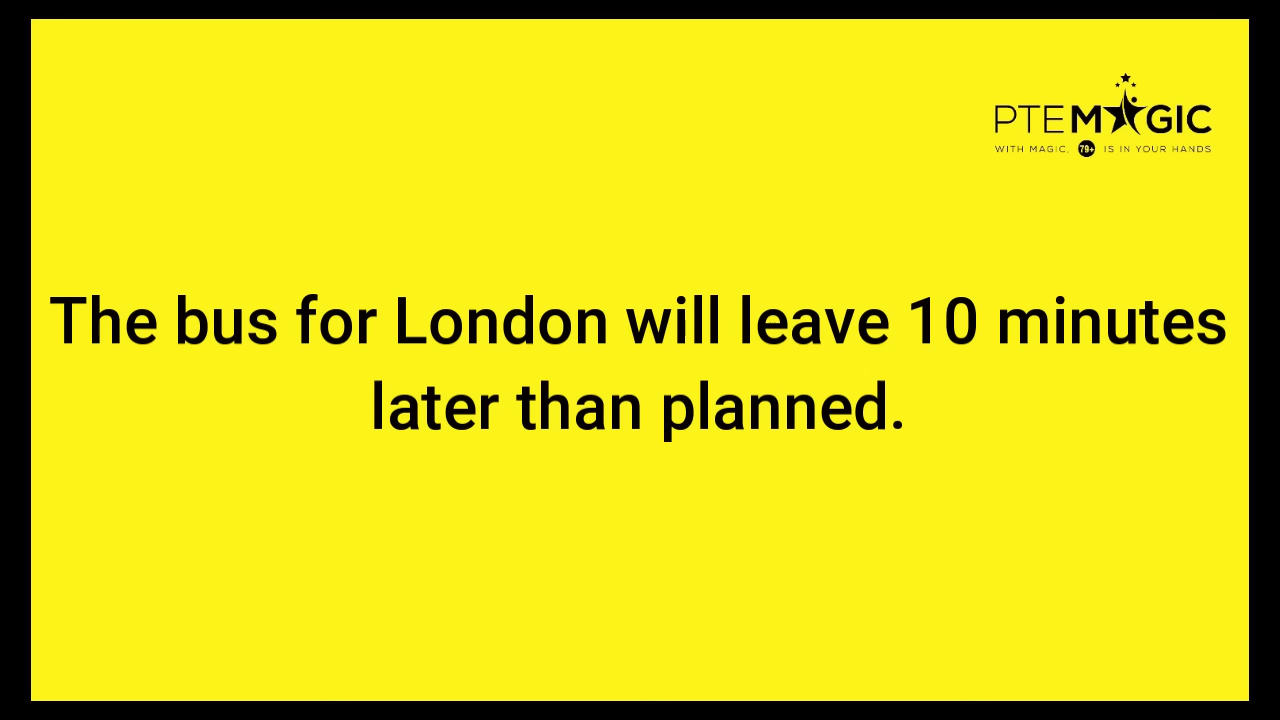 PTEMAGIC
WITH MAGIC, 79+ IS IN YOUR HANDS
The bus for London will leave 10 minutes
later than planned.